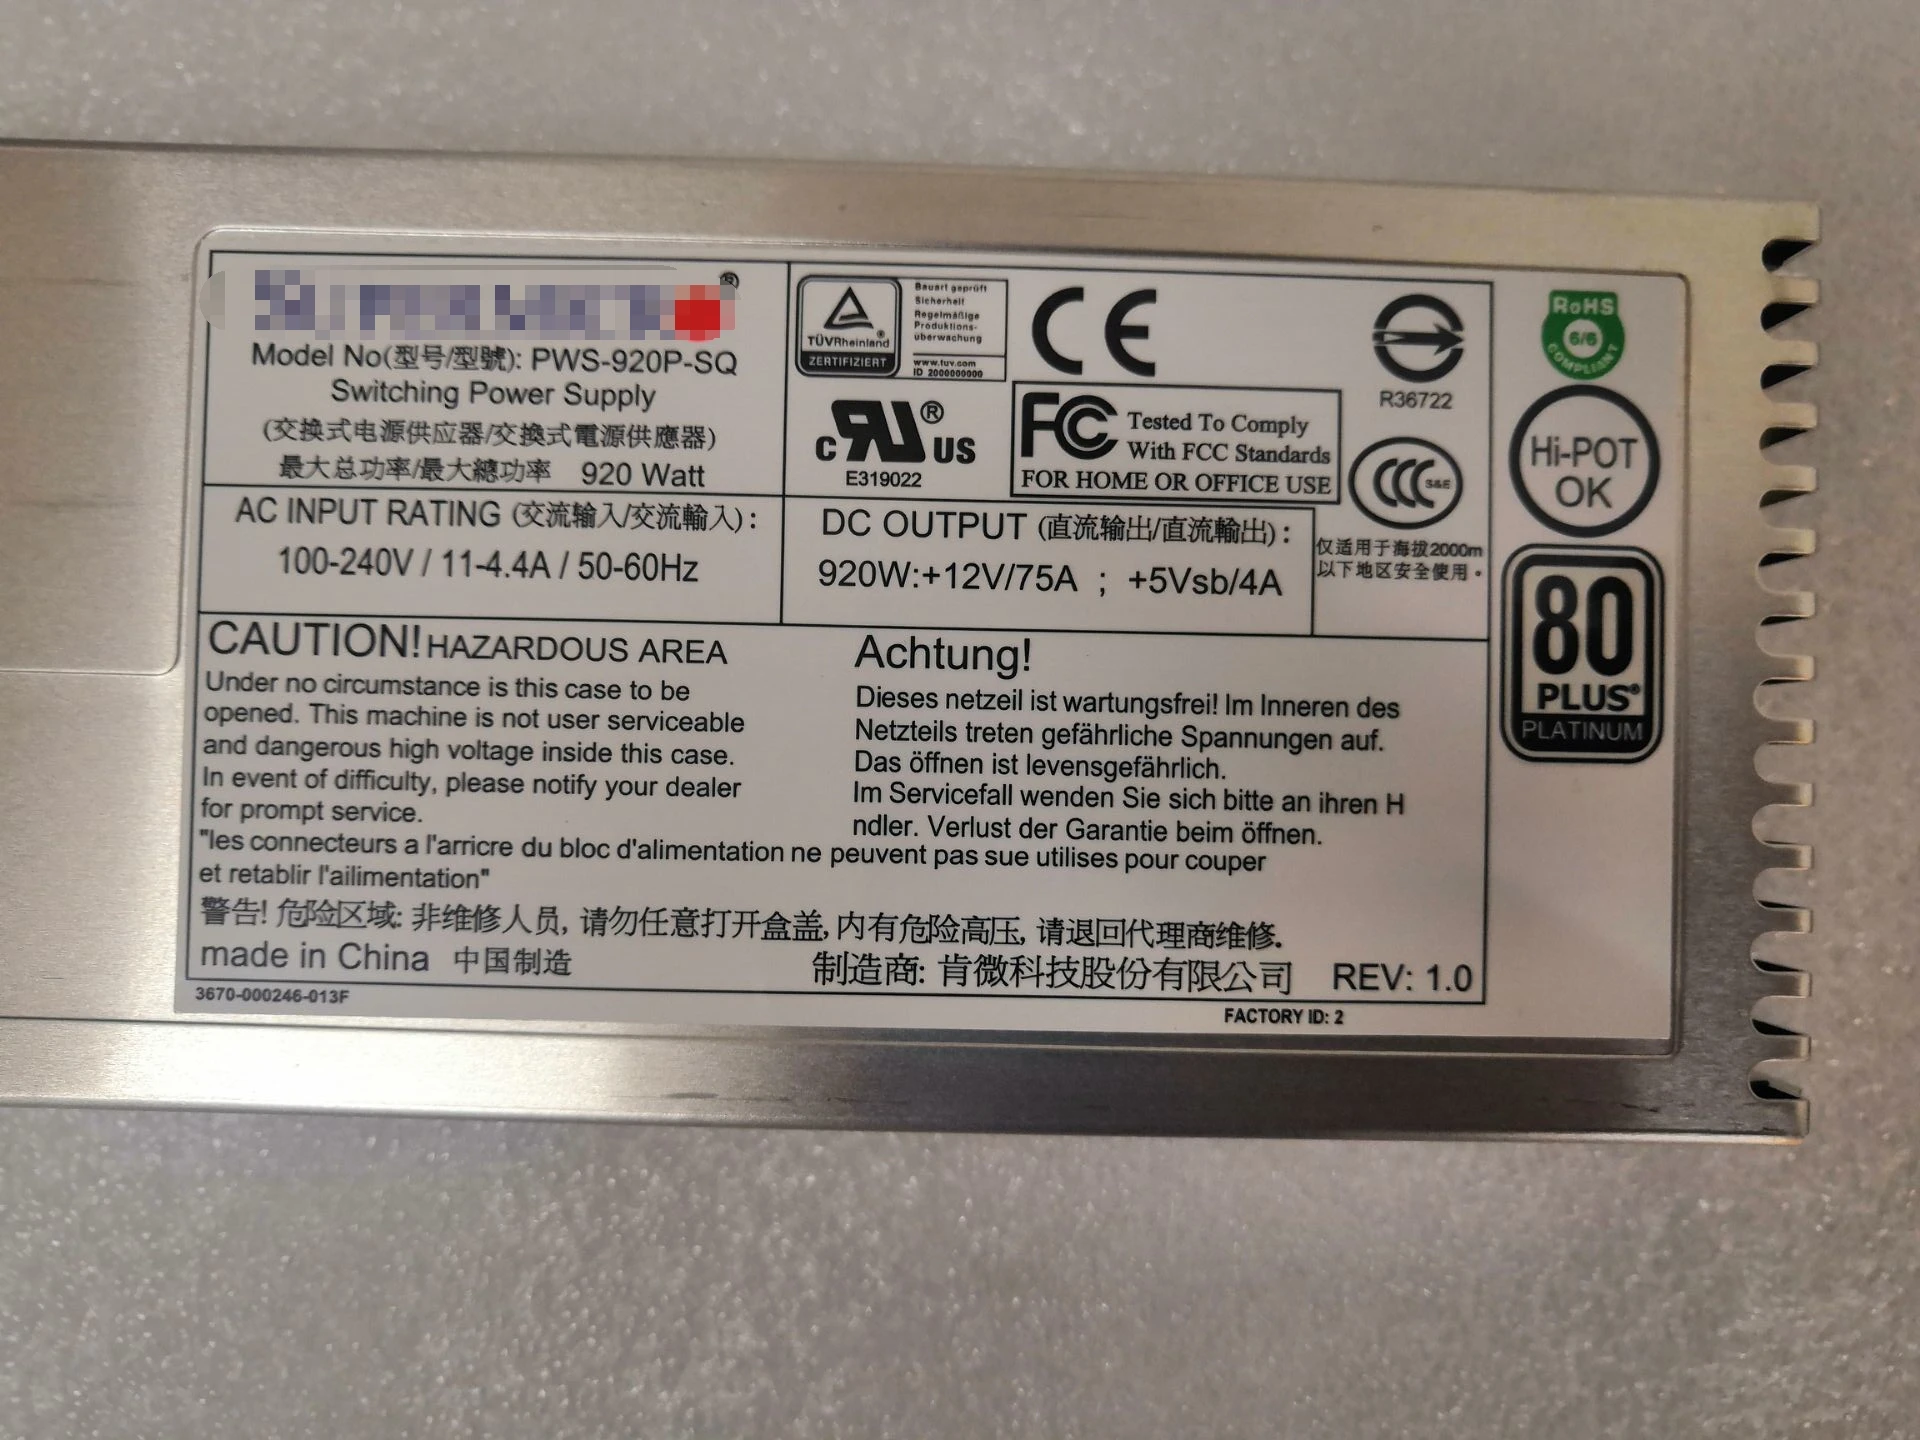 ®
Model No(型号/型號): PWS-920P-SQ
Switching Power Supply
(交换式电源供应器/交換式電源供應器)
最大总功率/最大總功率 920 Watt
TÜVRheinland®
ZERTIFIZIERT
Bauart geprüft
Sicherheit
Regelmäßige
Produktions-
überwachung
www.tuv.com
ID 2000000000
CE
R36722
RoHS
6/6
COMPLIANT
c RU® US
E319022
FC Tested To Comply
With FCC Standards
FOR HOME OR OFFICE USE
CCC S&E
Hi-POT
OK
AC INPUT RATING (交流输入/交流輸入):
100-240V / 11-4.4A / 50-60Hz
DC OUTPUT (直流输出/直流輸出):
920W:+12V/75A ; +5Vsb/4A
仅适用于海拔2000m
以下地区安全使用。
80
PLUS®
PLATINUM
CAUTION! HAZARDOUS AREA
Under no circumstance is this case to be
opened. This machine is not user serviceable
and dangerous high voltage inside this case.
In event of difficulty, please notify your dealer
for prompt service.
Achtung!
Dieses netzeil ist wartungsfrei! Im Inneren des
Netzteils treten gefährliche Spannungen auf.
Das öffnen ist levensgefährlich.
Im Servicefall wenden Sie sich bitte an ihren H
ndler. Verlust der Garantie beim öffnen.
"les connecteurs a l'arricre du bloc d'alimentation ne peuvent pas sue utilises pour couper
et retablir l'ailimentation"
警告! 危险区域: 非维修人员, 请勿任意打开盒盖, 内有危险高压, 请退回代理商维修.
made in China 中国制造
制造商: 肯微科技股份有限公司 REV: 1.0
3670-000246-013F
FACTORY ID: 2